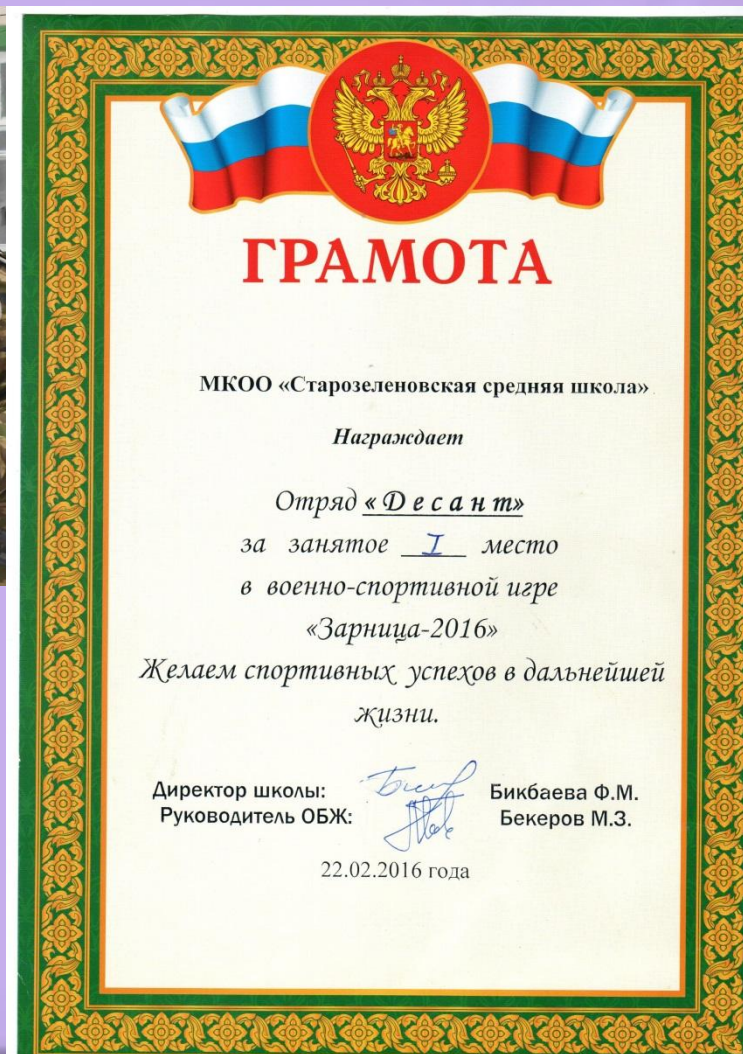 ГРАМОТА
МКОО «Старозеленовская средняя школа»
Награждает
Отряд «Десант»
за занятое I место
в военно-спортивной игре
«Зарница-2016»
Желаем спортивных успехов в дальнейшей
жизни.
Директор школы: Бикбаева Ф.М.
Руководитель ОБЖ: Бекеров М.З.
22.02.2016 года